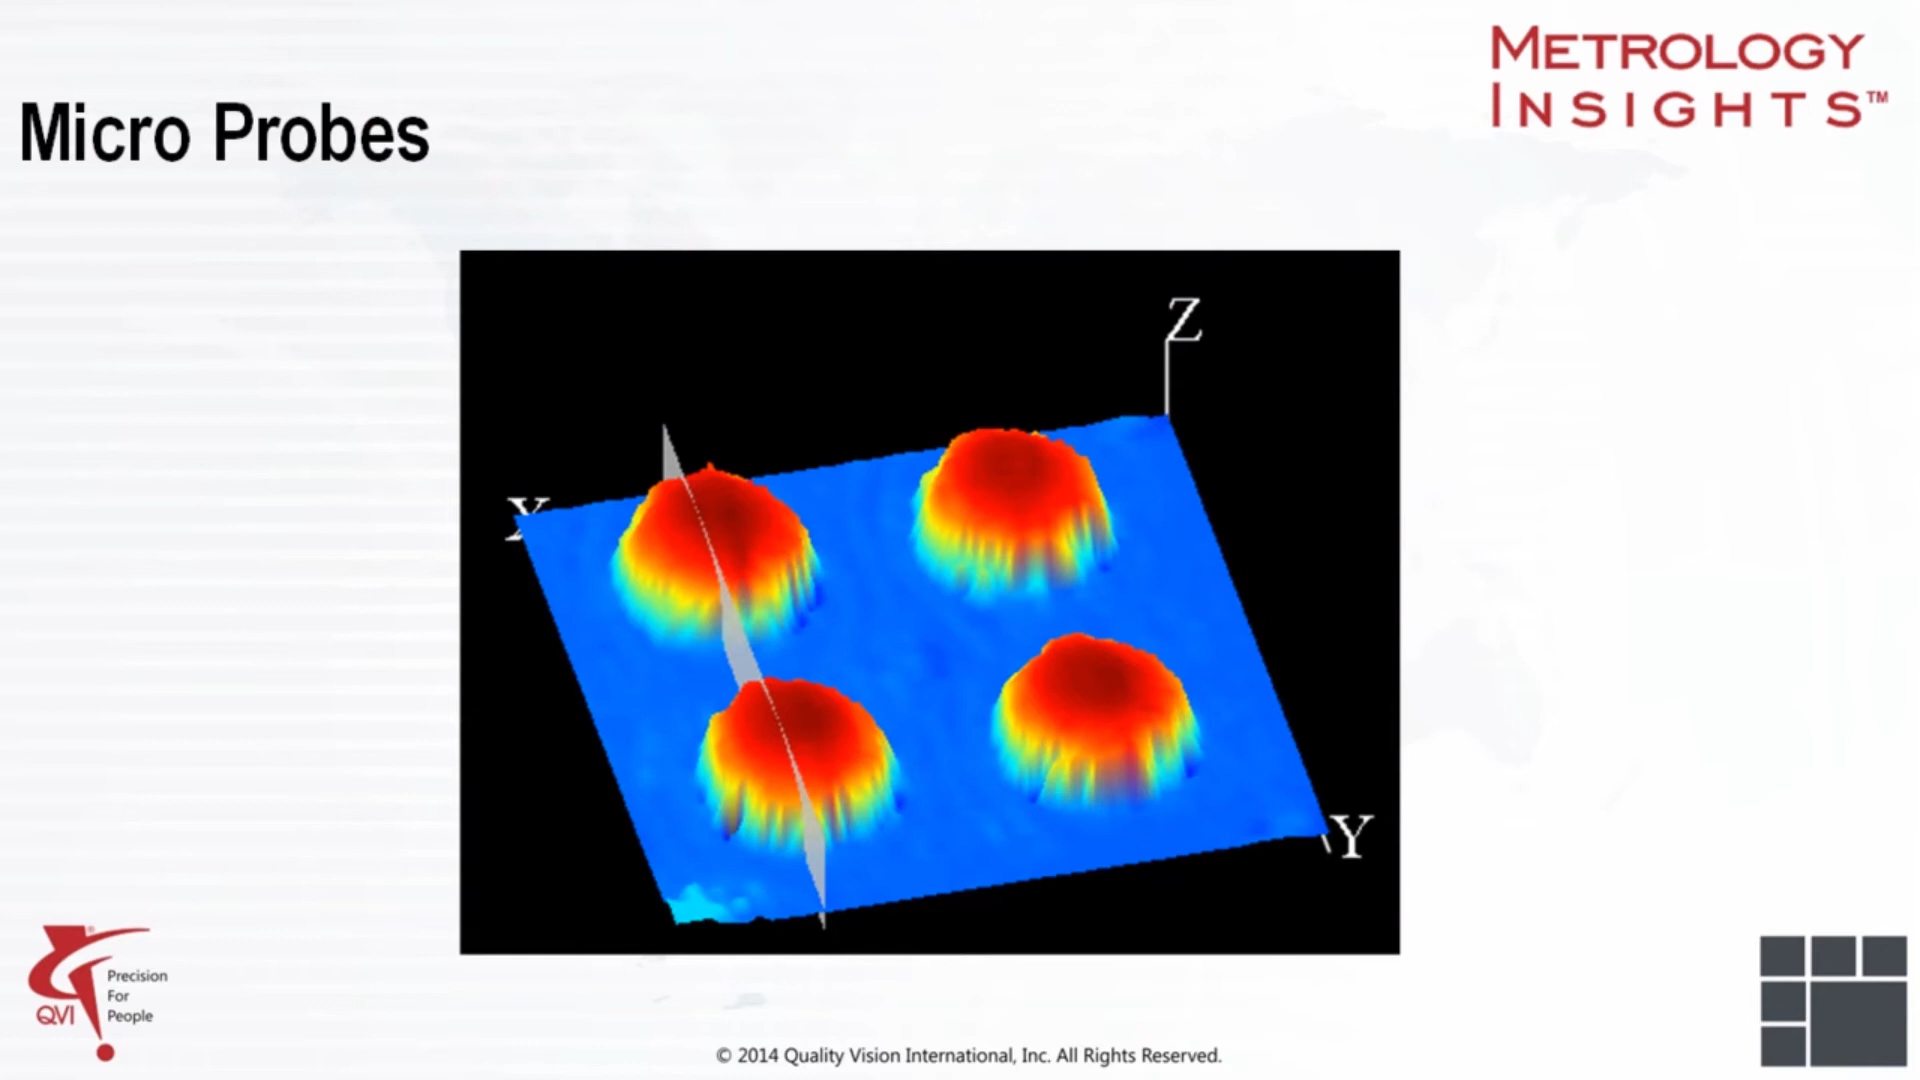 METROLOGY
INSIGHTS™
Micro Probes
Z
X
Y
Precision
For
People
QVI®
© 2014 Quality Vision International, Inc. All Rights Reserved.